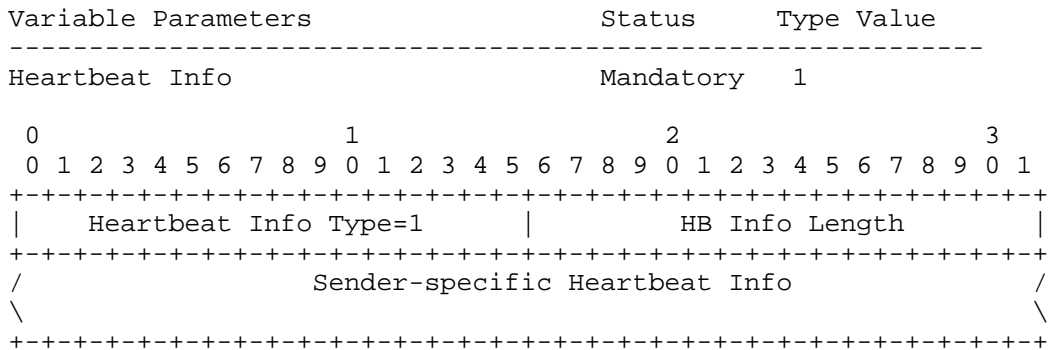 Variable Parameters                  Status     Type Value
-------------------------------------------------------------
Heartbeat Info                       Mandatory   1
 0                   1                   2                   3
 0 1 2 3 4 5 6 7 8 9 0 1 2 3 4 5 6 7 8 9 0 1 2 3 4 5 6 7 8 9 0 1
+-+-+-+-+-+-+-+-+-+-+-+-+-+-+-+-+-+-+-+-+-+-+-+-+-+-+-+-+-+-+-+-+
|    Heartbeat Info Type=1      |         HB Info Length        |
+-+-+-+-+-+-+-+-+-+-+-+-+-+-+-+-+-+-+-+-+-+-+-+-+-+-+-+-+-+-+-+-+
/                  Sender-specific Heartbeat Info               /
\                                                               \
+-+-+-+-+-+-+-+-+-+-+-+-+-+-+-+-+-+-+-+-+-+-+-+-+-+-+-+-+-+-+-+-+